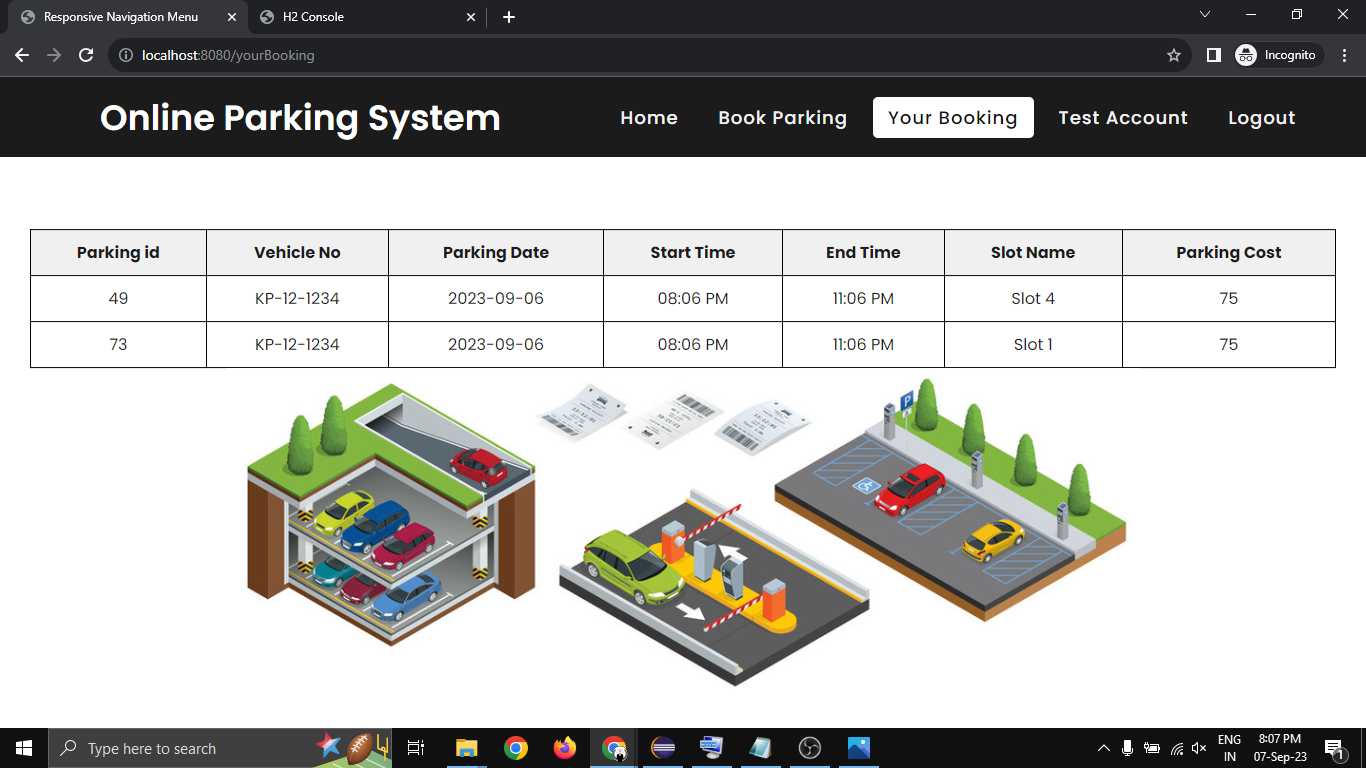 Responsive Navigation Menu
H2 Console
localhost:8080/yourBooking
Incognito
Online Parking System
Home
Book Parking
Your Booking
Test Account
Logout
Parking id Vehicle No Parking Date Start Time End Time Slot Name Parking Cost
49 KP-12-1234 2023-09-06 08:06 PM 11:06 PM Slot 4 75
73 KP-12-1234 2023-09-06 08:06 PM 11:06 PM Slot 1 75
P
Type here to search
ENG
IN
8:07 PM
07-Sep-23
1